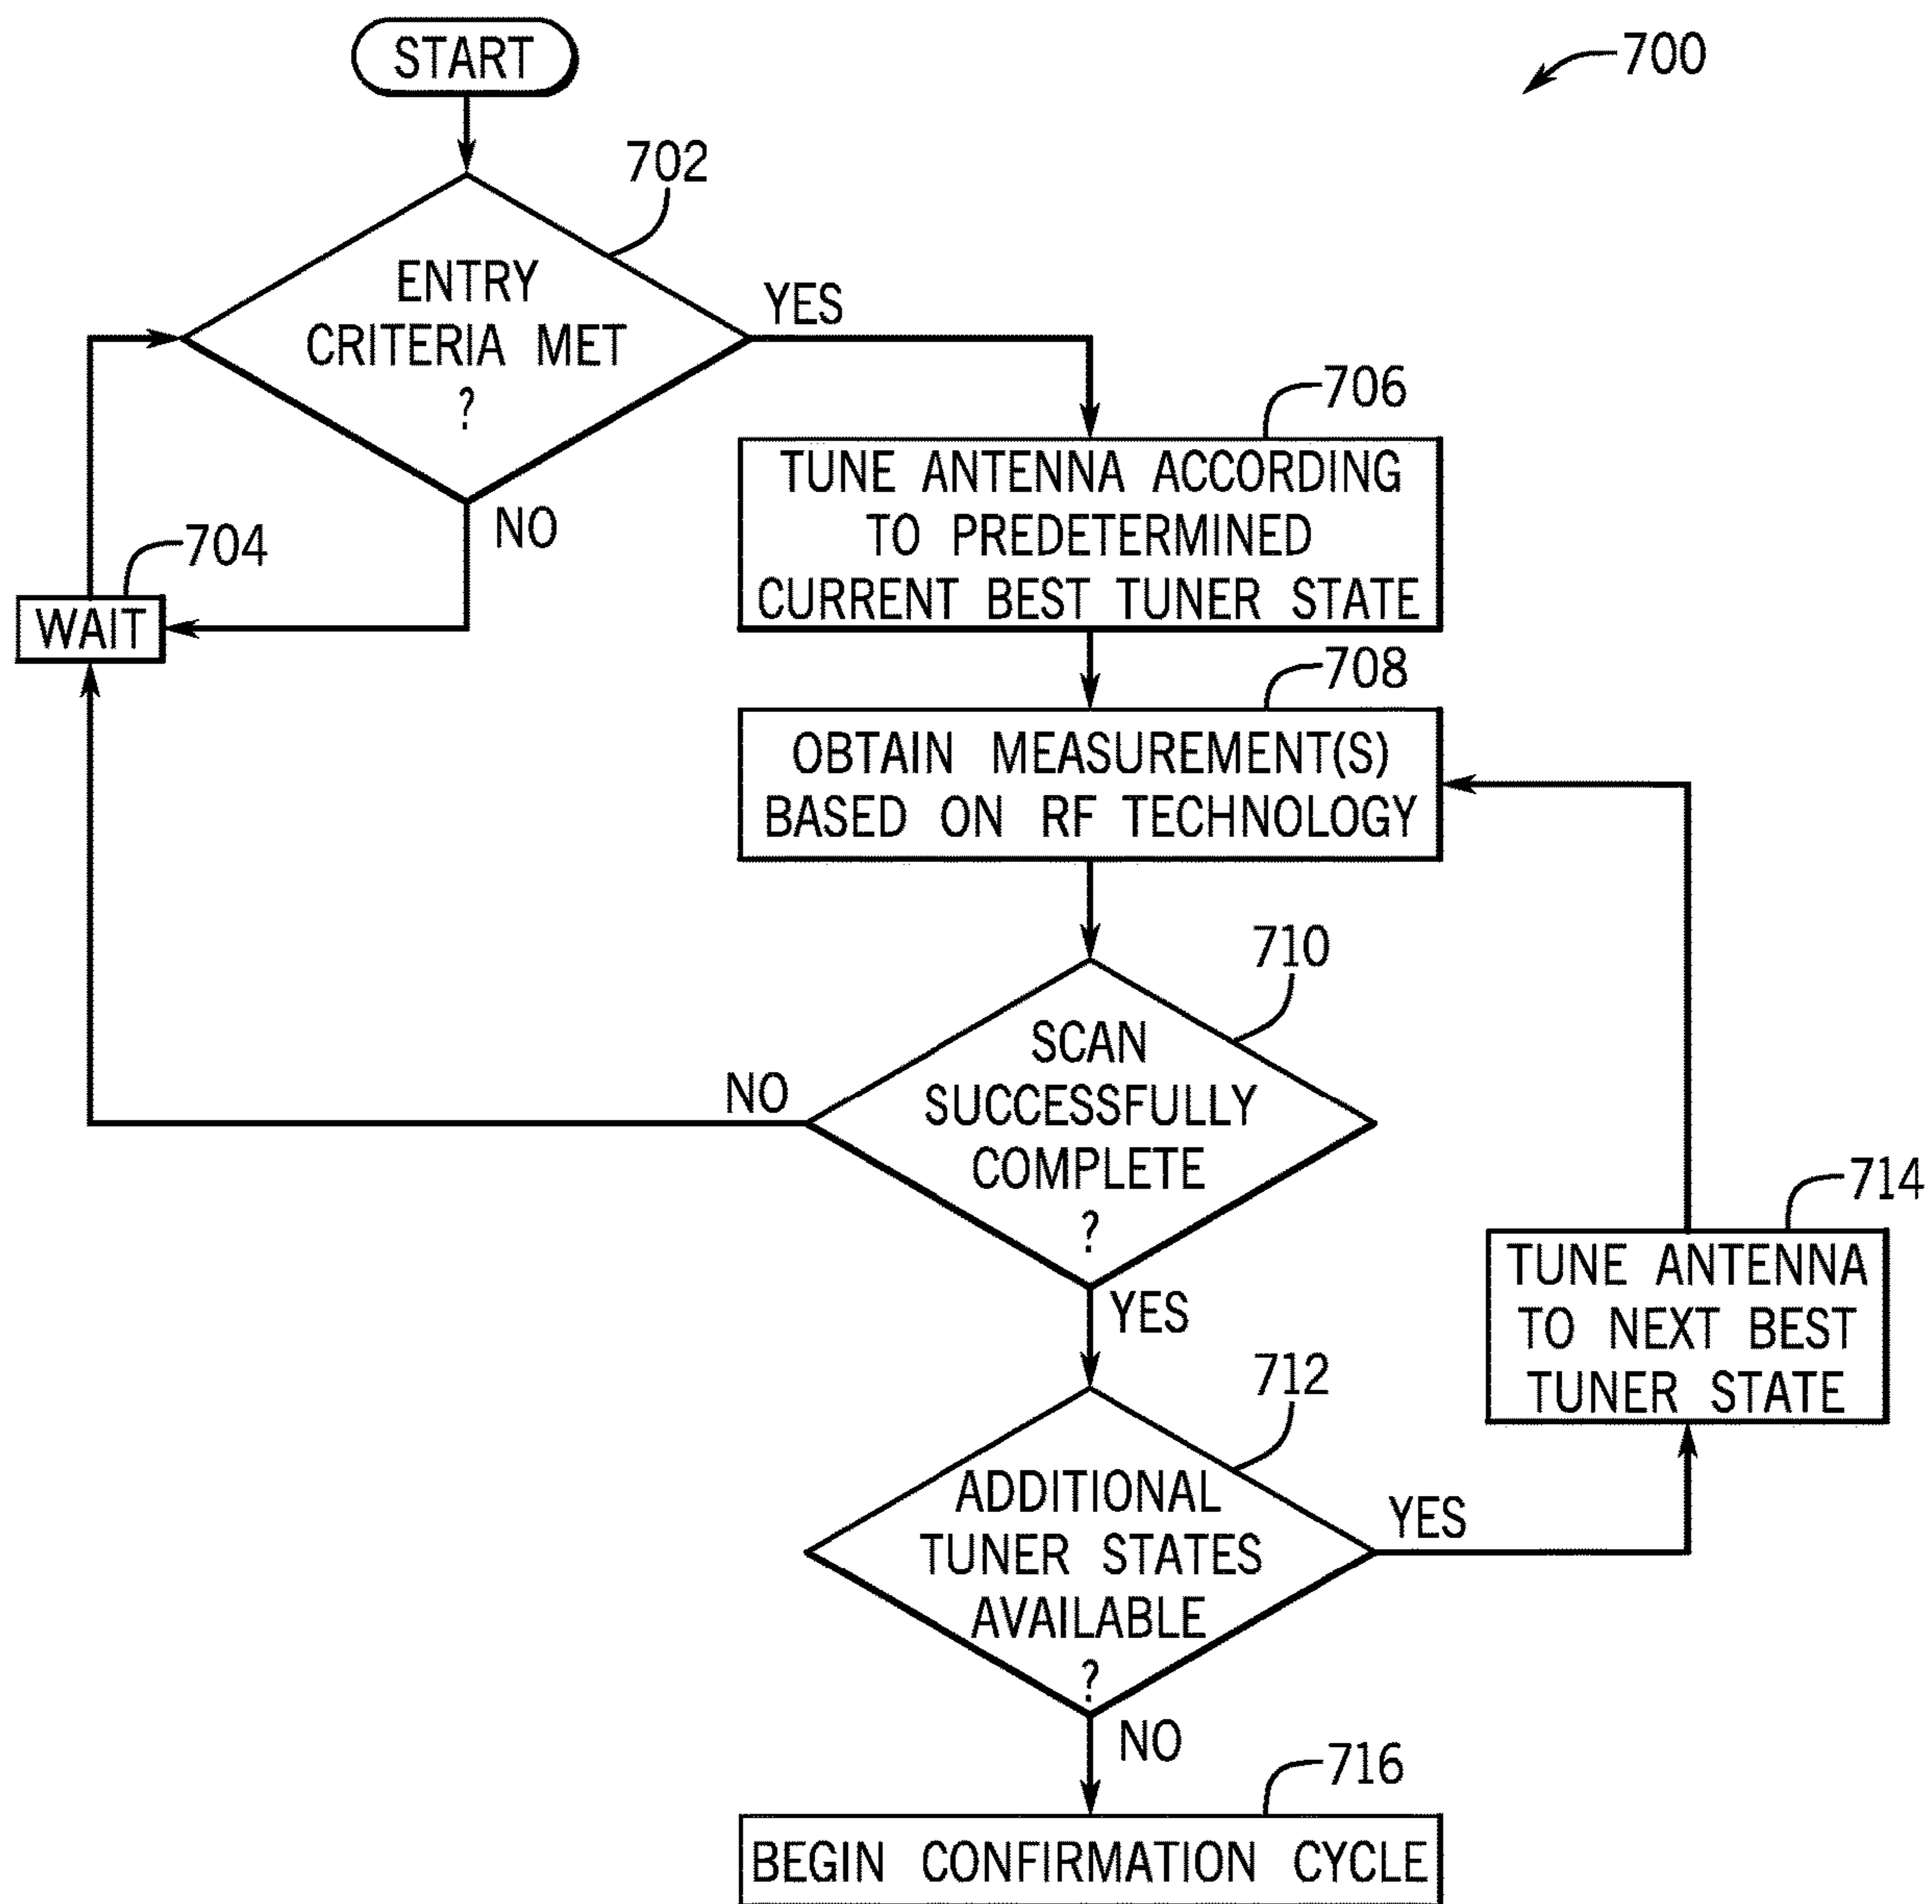 START
700
702
ENTRY
CRITERIA MET
?
YES
NO
704
WAIT
706
TUNE ANTENNA ACCORDING
TO PREDETERMINED
CURRENT BEST TUNER STATE
708
OBTAIN MEASUREMENT(S)
BASED ON RF TECHNOLOGY
710
SCAN
SUCCESSFULLY
COMPLETE
?
NO
YES
712
ADDITIONAL
TUNER STATES
AVAILABLE
?
YES
714
TUNE ANTENNA
TO NEXT BEST
TUNER STATE
NO
716
BEGIN CONFIRMATION CYCLE